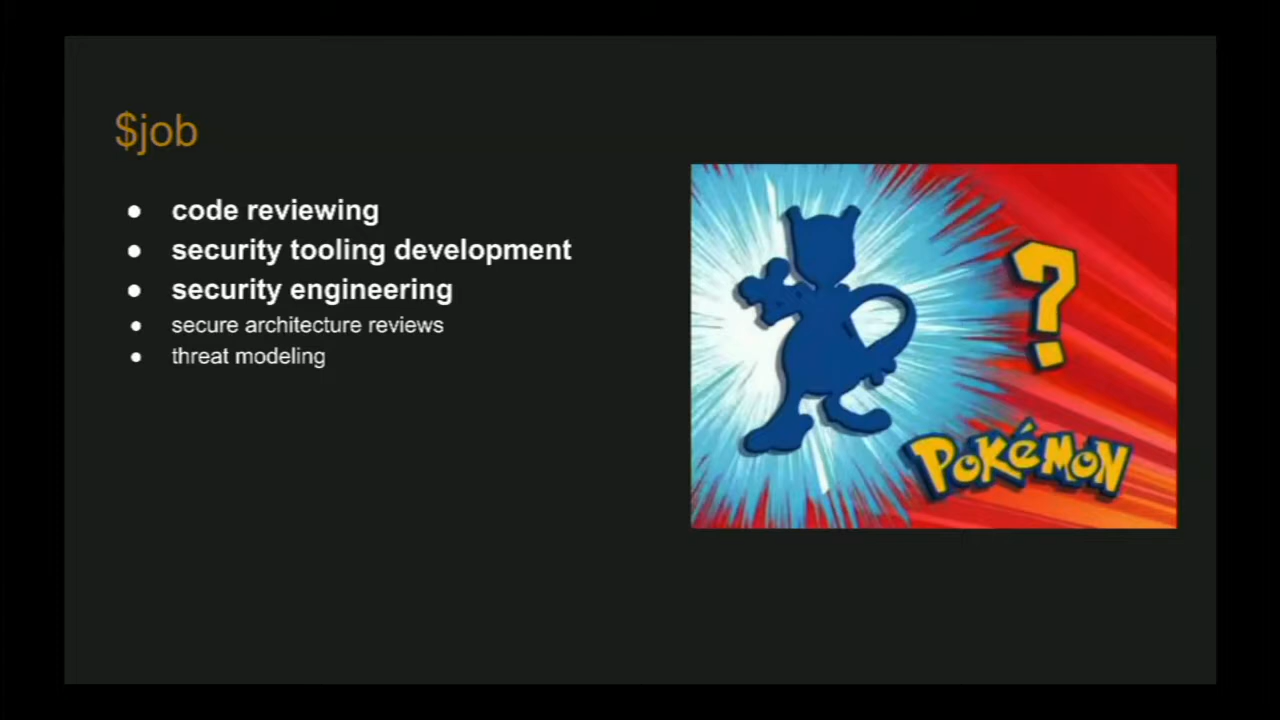 $job
● code reviewing
● security tooling development
● security engineering
● secure architecture reviews
● threat modeling
?
POKéMON